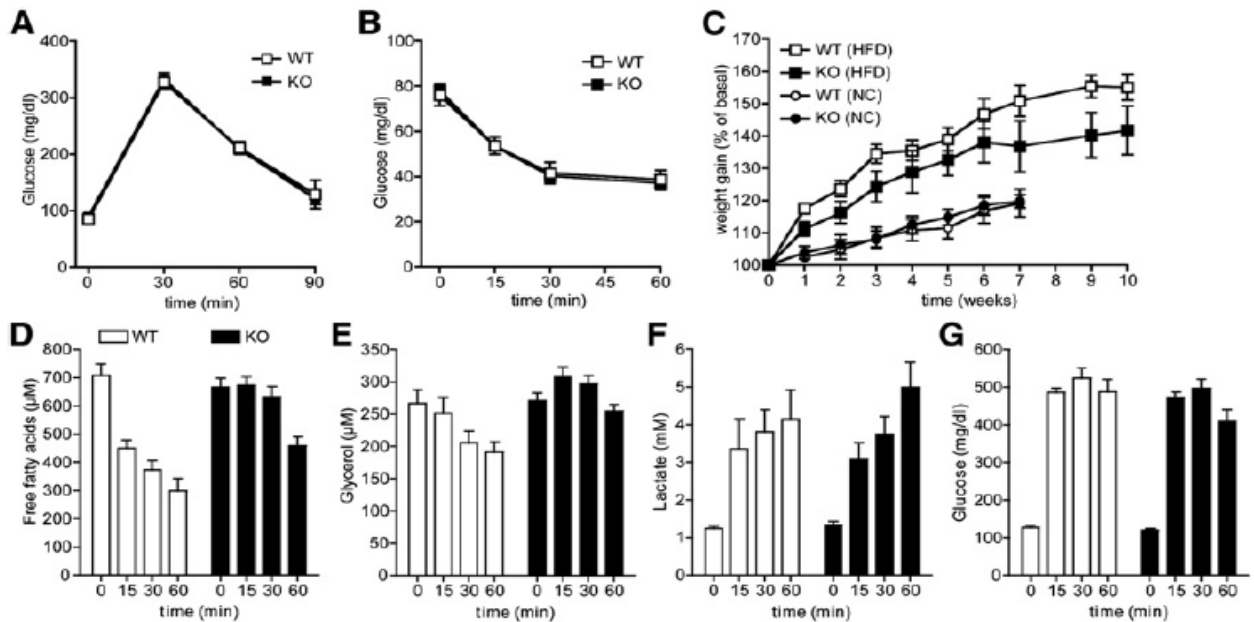 A
400
300
200
100
0
Glucose (mg/dl)
WT
KO
0 30 60 90
time (min)
B
100
80
60
40
20
0
Glucose (mg/dl)
WT
KO
0 15 30 45 60
time (min)
C
170
160
150
140
130
120
110
100
weight gain (% of basal)
WT (HFD)
KO (HFD)
WT (NC)
KO (NC)
0 1 2 3 4 5 6 7 8 9 10
time (weeks)
D
WT
KO
800
700
600
500
400
300
200
100
0
Free fatty acids (µM)
0 15 30 60 0 15 30 60
time (min)
E
350
300
250
200
150
100
50
0
Glycerol (µM)
0 15 30 60 0 15 30 60
time (min)
F
6
5
4
3
2
1
0
Lactate (mM)
0 15 30 60 0 15 30 60
time (min)
G
600
500
400
300
200
100
0
Glucose (mg/dl)
0 15 30 60 0 15 30 60
time (min)